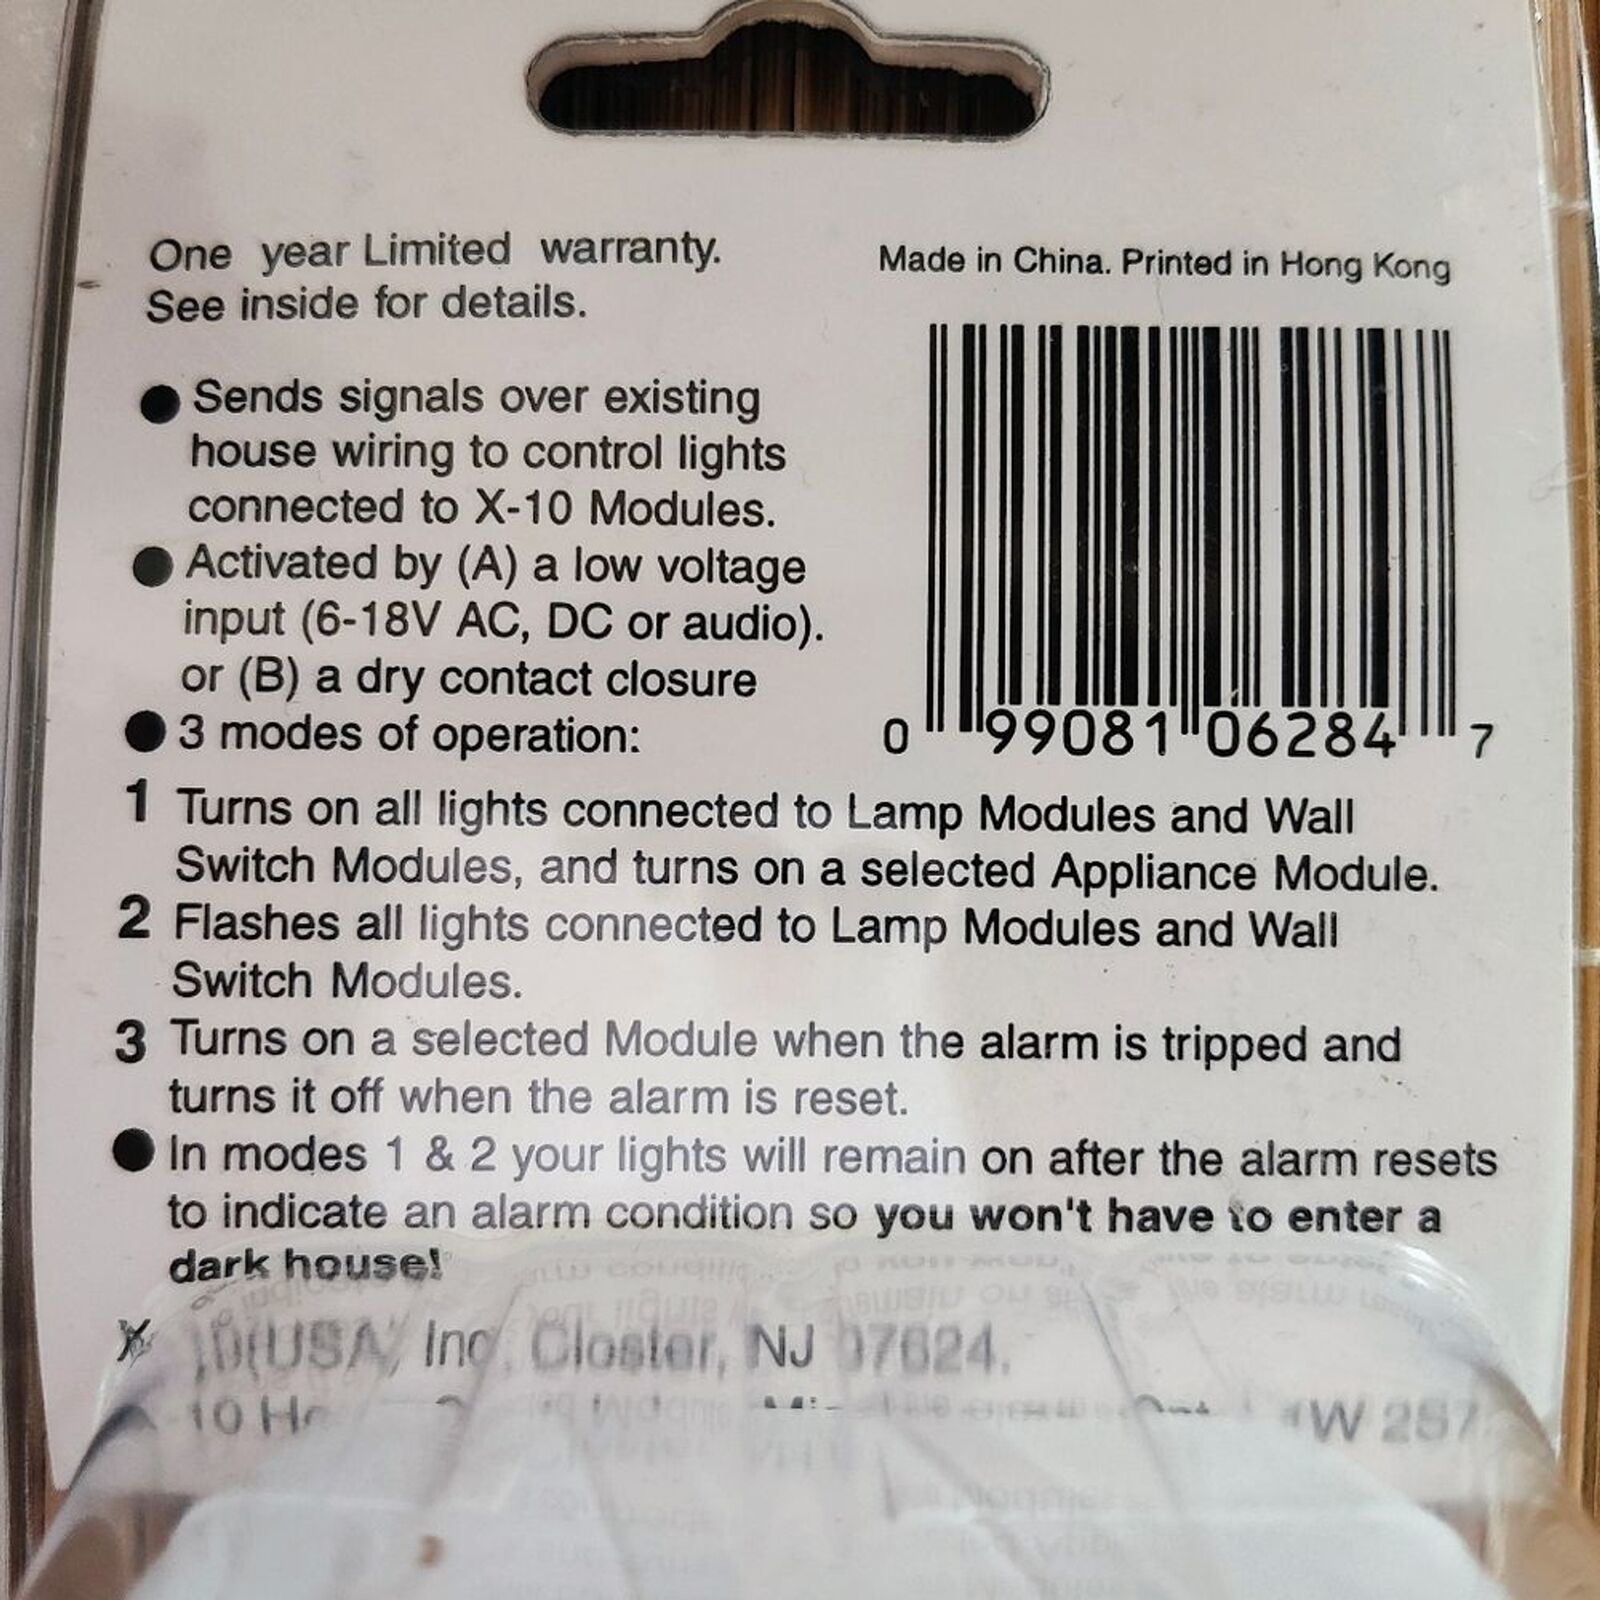 One year Limited warranty.
See inside for details.
Made in China. Printed in Hong Kong
0 99081 06284 7
● Sends signals over existing
house wiring to control lights
connected to X-10 Modules.
● Activated by (A) a low voltage
input (6-18V AC, DC or audio).
or (B) a dry contact closure
● 3 modes of operation:
1 Turns on all lights connected to Lamp Modules and Wall
Switch Modules, and turns on a selected Appliance Module.
2 Flashes all lights connected to Lamp Modules and Wall
Switch Modules.
3 Turns on a selected Module when the alarm is tripped and
turns it off when the alarm is reset.
● In modes 1 & 2 your lights will remain on after the alarm resets
to indicate an alarm condition so you won't have to enter a
dark house!
(USA) Inc, Closter, NJ 07624.
10